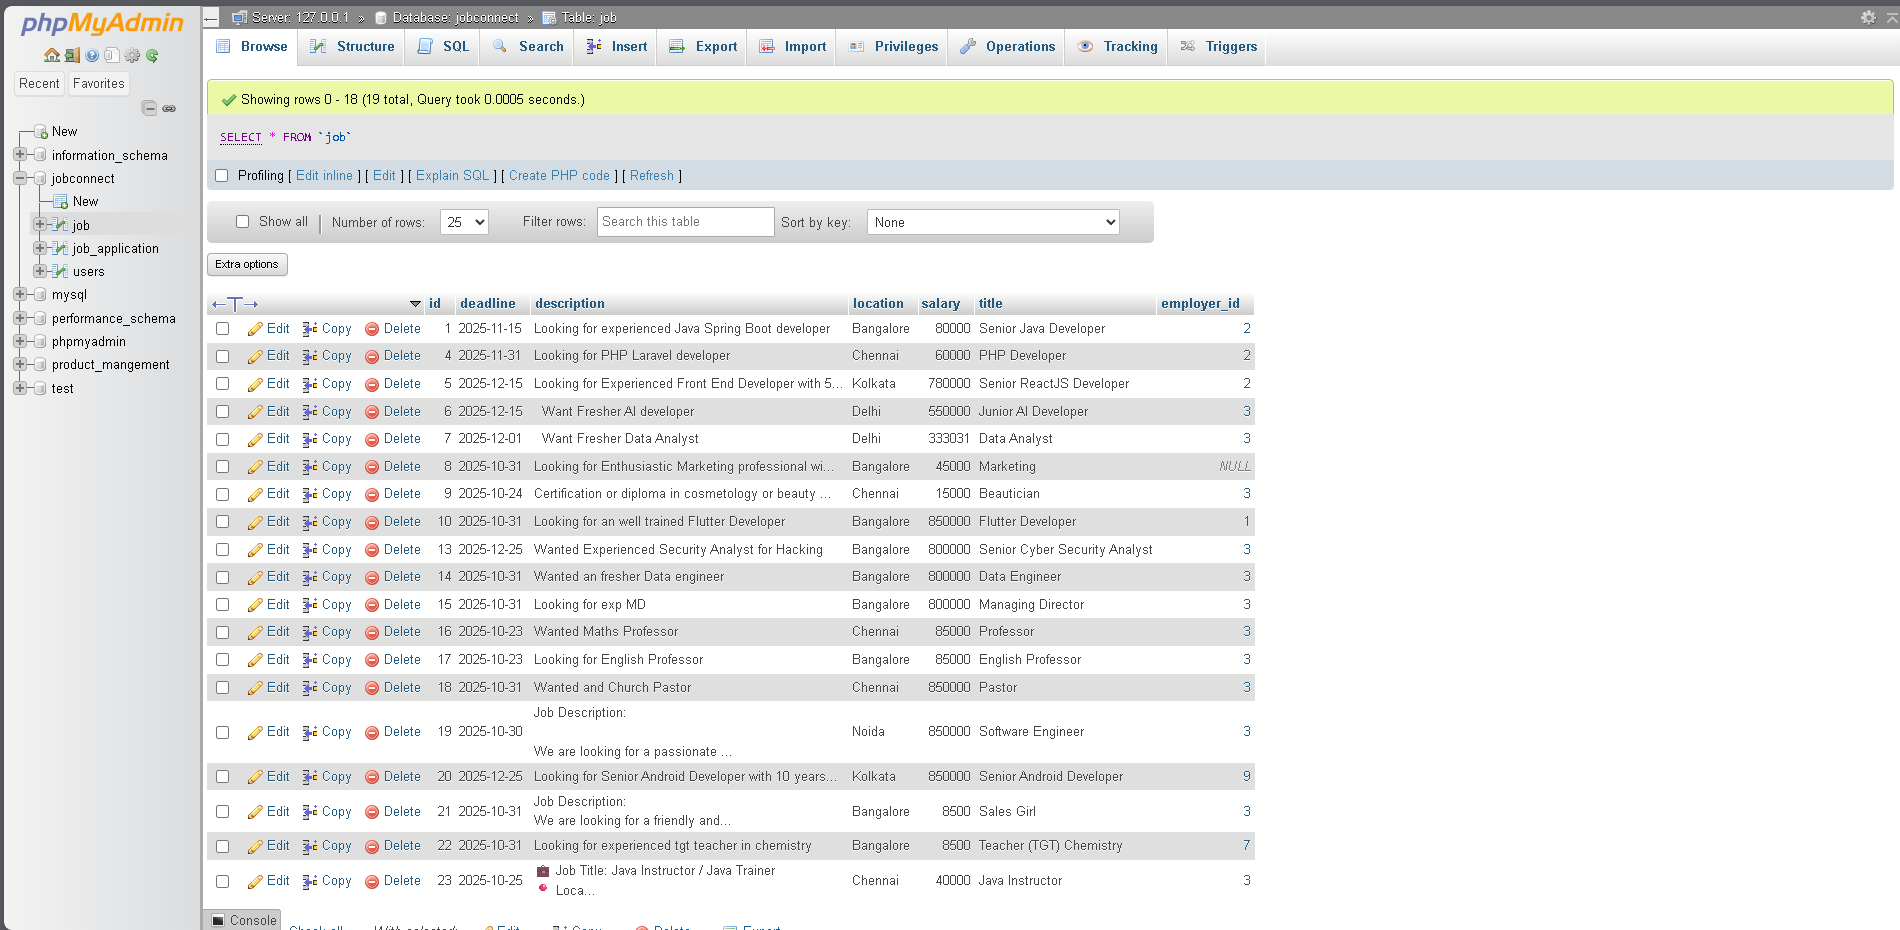 phpMyAdmin
Recent Favorites
New
information_schema
jobconnect
New
job
job_application
users
mysql
performance_schema
phpmyadmin
product_mangement
test
Server: 127.0.0.1 » Database: jobconnect » Table: job
Browse Structure SQL Search Insert Export Import Privileges Operations Tracking Triggers
Showing rows 0 - 18 (19 total, Query took 0.0005 seconds.)
SELECT * FROM `job`
Profiling [ Edit inline ] [ Edit ] [ Explain SQL ] [ Create PHP code ] [ Refresh ]
Show all Number of rows: 25 Filter rows: Search this table Sort by key: None
Extra options
←T→ id deadline description location salary title employer_id
Edit Copy Delete 1 2025-11-15 Looking for experienced Java Spring Boot developer Bangalore 80000 Senior Java Developer 2
Edit Copy Delete 4 2025-11-31 Looking for PHP Laravel developer Chennai 60000 PHP Developer 2
Edit Copy Delete 5 2025-12-15 Looking for Experienced Front End Developer with 5... Kolkata 780000 Senior ReactJS Developer 2
Edit Copy Delete 6 2025-12-15 Want Fresher AI developer Delhi 550000 Junior AI Developer 3
Edit Copy Delete 7 2025-12-01 Want Fresher Data Analyst Delhi 333031 Data Analyst 3
Edit Copy Delete 8 2025-10-31 Looking for Enthusiastic Marketing professional wi... Bangalore 45000 Marketing NULL
Edit Copy Delete 9 2025-10-24 Certification or diploma in cosmetology or beauty ... Chennai 15000 Beautician 3
Edit Copy Delete 10 2025-10-31 Looking for an well trained Flutter Developer Bangalore 850000 Flutter Developer 1
Edit Copy Delete 13 2025-12-25 Wanted Experienced Security Analyst for Hacking Bangalore 800000 Senior Cyber Security Analyst 3
Edit Copy Delete 14 2025-10-31 Wanted an fresher Data engineer Bangalore 800000 Data Engineer 3
Edit Copy Delete 15 2025-10-31 Looking for exp MD Bangalore 800000 Managing Director 3
Edit Copy Delete 16 2025-10-23 Wanted Maths Professor Chennai 85000 Professor 3
Edit Copy Delete 17 2025-10-23 Looking for English Professor Bangalore 85000 English Professor 3
Edit Copy Delete 18 2025-10-31 Wanted and Church Pastor Chennai 850000 Pastor 3
Job Description:
Edit Copy Delete 19 2025-10-30 Noida 850000 Software Engineer 3
We are looking for a passionate ...
Edit Copy Delete 20 2025-12-25 Looking for Senior Android Developer with 10 years... Kolkata 850000 Senior Android Developer 9
Job Description:
Edit Copy Delete 21 2025-10-31 Bangalore 8500 Sales Girl 3
We are looking for a friendly and...
Edit Copy Delete 22 2025-10-31 Looking for experienced tgt teacher in chemistry Bangalore 8500 Teacher (TGT) Chemistry 7
💼 Job Title: Java Instructor / Java Trainer
Edit Copy Delete 23 2025-10-25 Chennai 40000 Java Instructor 3
📍 Loca...
Console
Check all With selected: Edit Copy Delete Export